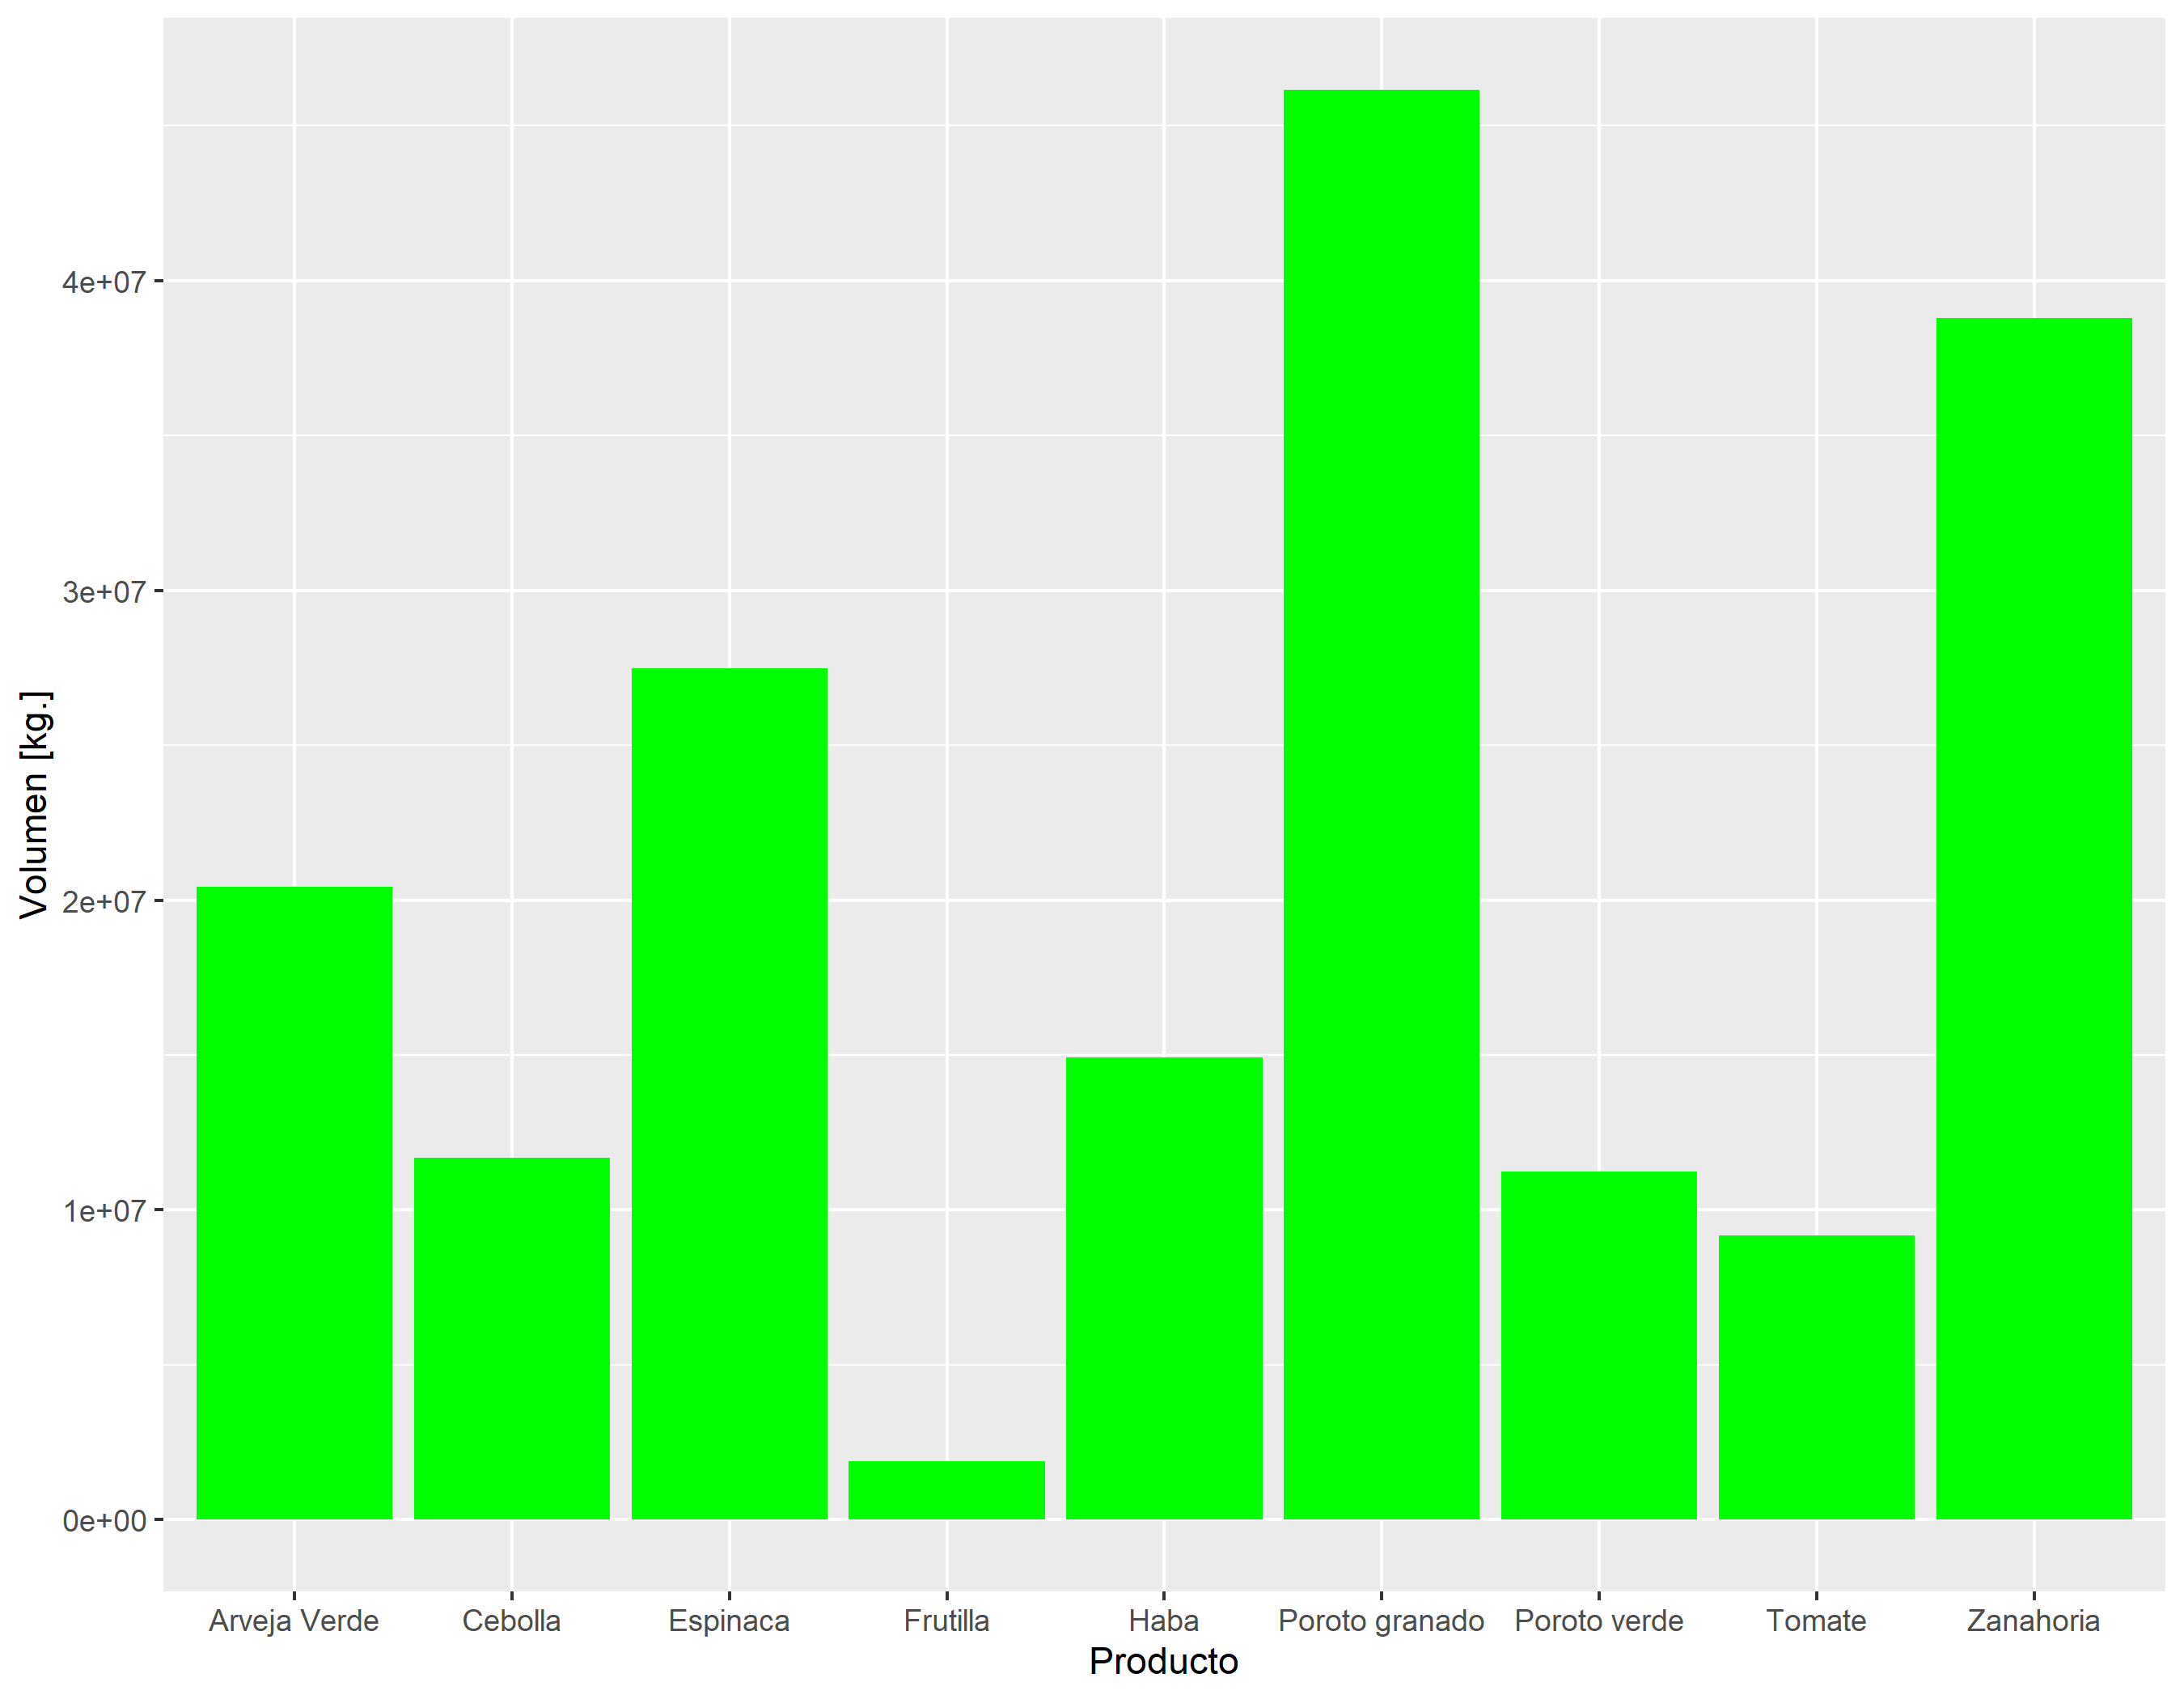 Volumen [kg.]
4e+07
3e+07
2e+07
1e+07
0e+00
Arveja Verde Cebolla Espinaca Frutilla Haba Poroto granado Poroto verde Tomate Zanahoria
Producto